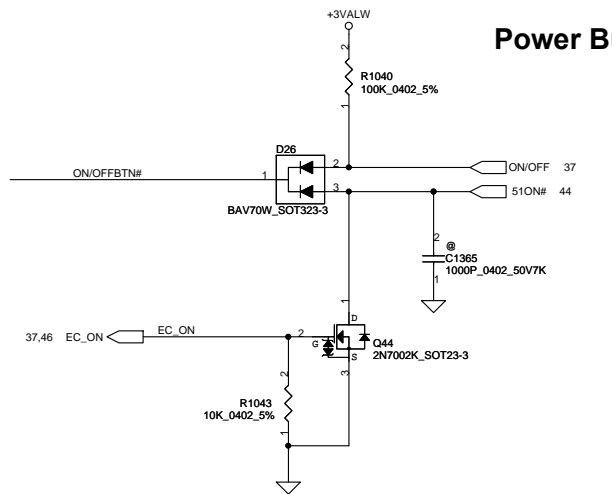 +3VALW
Power B
2
R1040
100K_0402_5%
1
D26
ON/OFFBTN#
1
2
ON/OFF 37
3
51ON# 44
BAV70W_SOT323-3
2
@
C1365
1000P_0402_50V7K
1
1
D
37,46 EC_ON
EC_ON
2
G
Q44
2N7002K_SOT23-3
S
3
2
R1043
10K_0402_5%
1